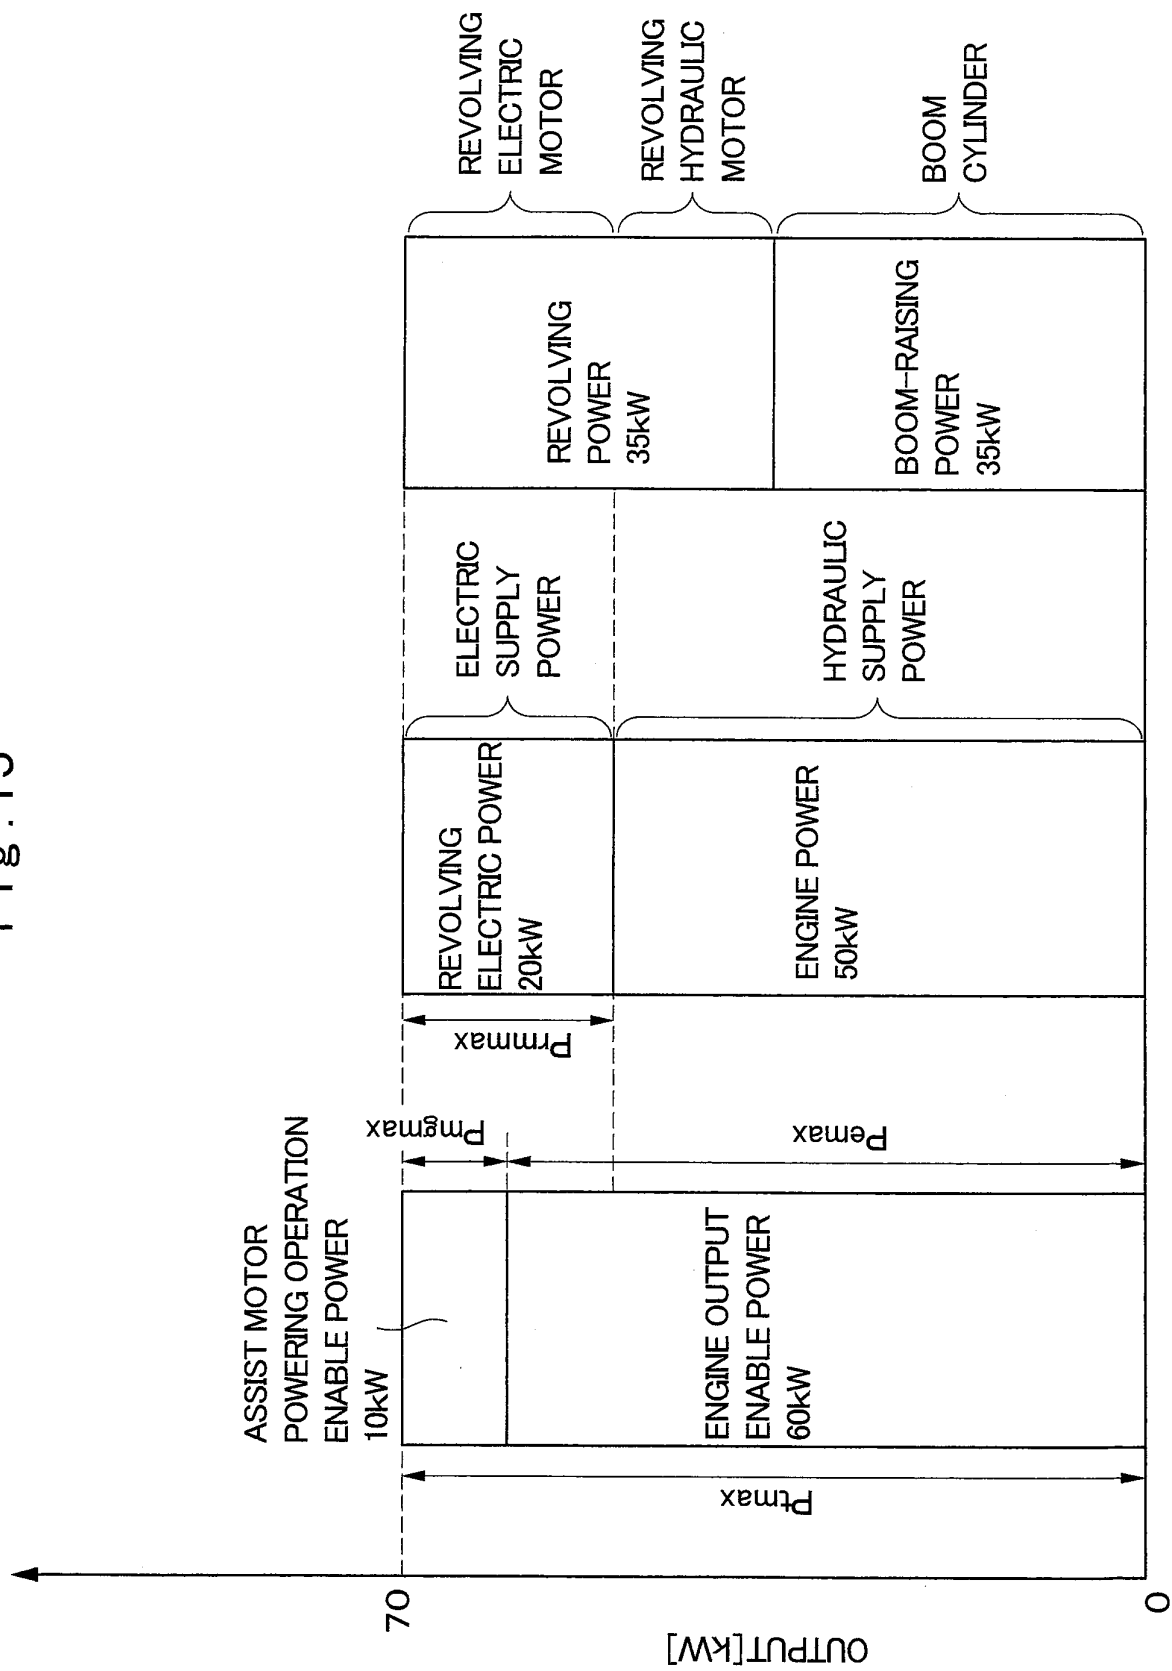 Fig.15
OUTPUT[kW]
70
0
Ptmax
ASSIST MOTOR
POWERING OPERATION
ENABLE POWER
10kW
ENGINE OUTPUT
ENABLE POWER
60kW
Pmgmax
Pemax
Prmmax
REVOLVING
ELECTRIC POWER
20kW
ENGINE POWER
50kW
ELECTRIC
SUPPLY
POWER
HYDRAULIC
SUPPLY
POWER
REVOLVING
POWER
35kW
BOOM-RAISING
POWER
35kW
REVOLVING
ELECTRIC
MOTOR
REVOLVING
HYDRAULIC
MOTOR
BOOM
CYLINDER